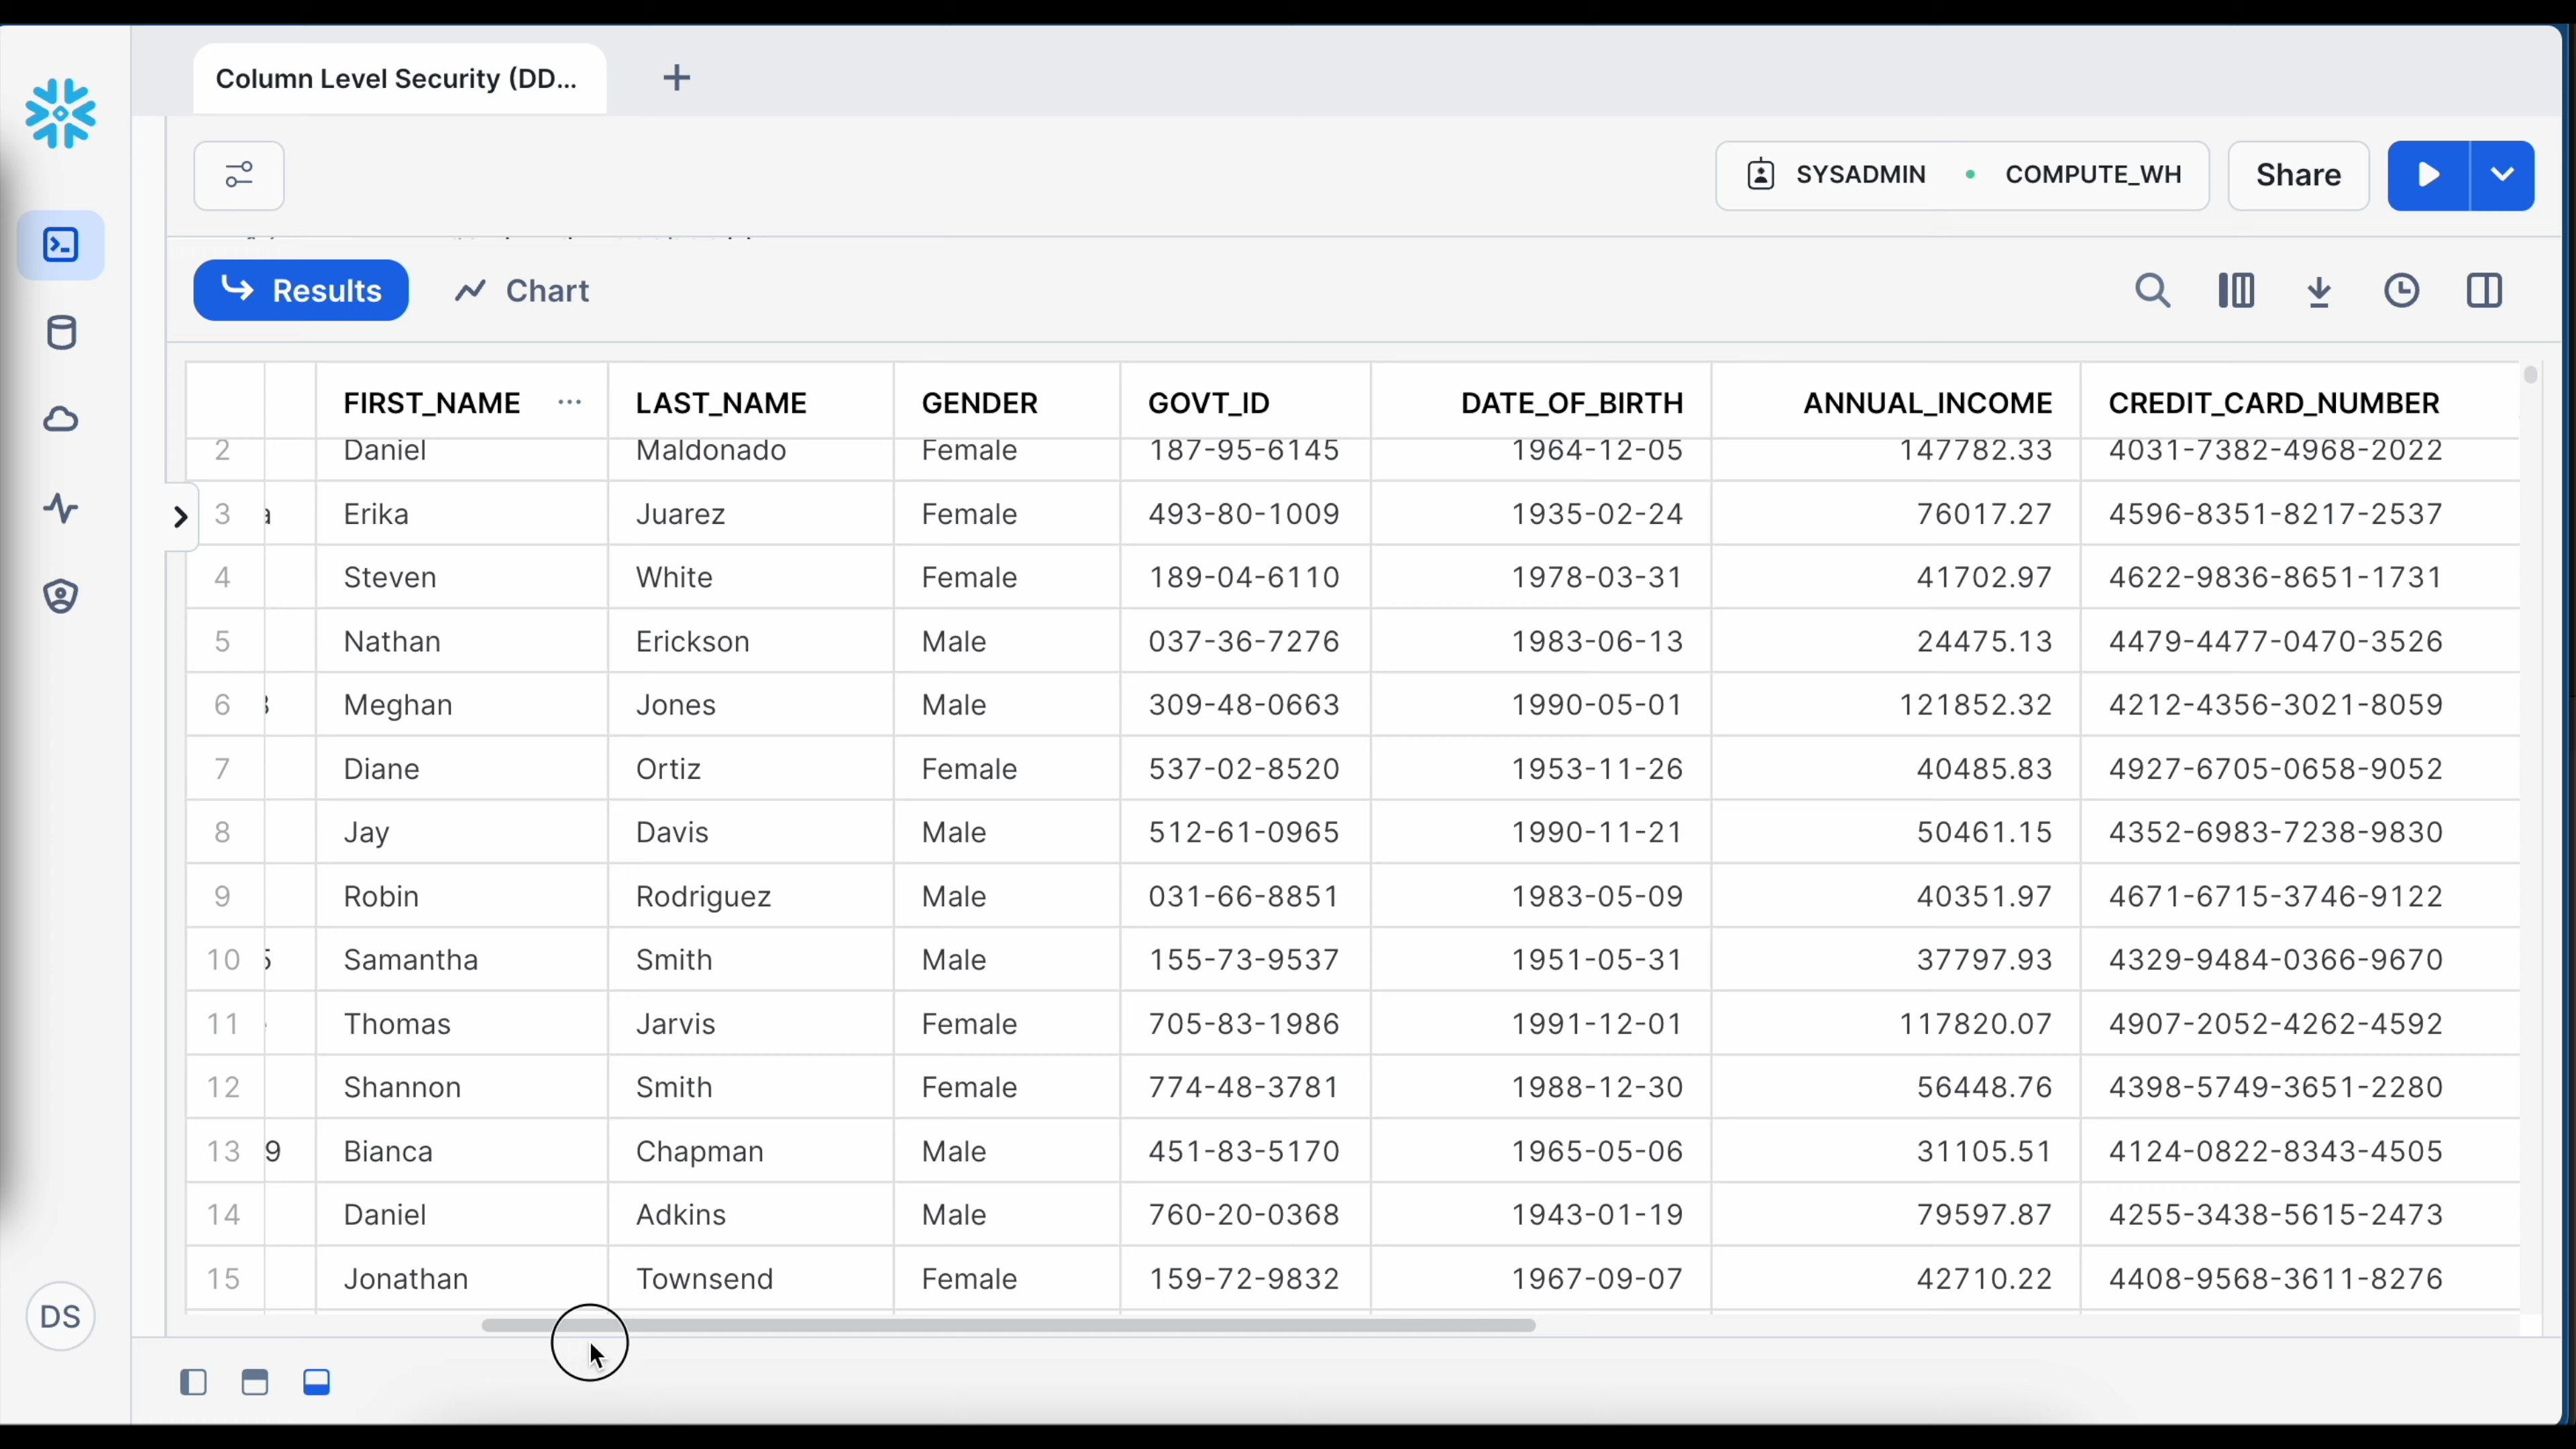 Column Level Security (DD...
SYSADMIN COMPUTE_WH Share
Results Chart
FIRST_NAME ... LAST_NAME GENDER GOVT_ID DATE_OF_BIRTH ANNUAL_INCOME CREDIT_CARD_NUMBER
2 Daniel Maldonado Female 187-95-6145 1964-12-05 147782.33 4031-7382-4968-2022
3 Erika Juarez Female 493-80-1009 1935-02-24 76017.27 4596-8351-8217-2537
4 Steven White Female 189-04-6110 1978-03-31 41702.97 4622-9836-8651-1731
5 Nathan Erickson Male 037-36-7276 1983-06-13 24475.13 4479-4477-0470-3526
6 Meghan Jones Male 309-48-0663 1990-05-01 121852.32 4212-4356-3021-8059
7 Diane Ortiz Female 537-02-8520 1953-11-26 40485.83 4927-6705-0658-9052
8 Jay Davis Male 512-61-0965 1990-11-21 50461.15 4352-6983-7238-9830
9 Robin Rodriguez Male 031-66-8851 1983-05-09 40351.97 4671-6715-3746-9122
10 Samantha Smith Male 155-73-9537 1951-05-31 37797.93 4329-9484-0366-9670
11 Thomas Jarvis Female 705-83-1986 1991-12-01 117820.07 4907-2052-4262-4592
12 Shannon Smith Female 774-48-3781 1988-12-30 56448.76 4398-5749-3651-2280
13 9 Bianca Chapman Male 451-83-5170 1965-05-06 31105.51 4124-0822-8343-4505
14 Daniel Adkins Male 760-20-0368 1943-01-19 79597.87 4255-3438-5615-2473
15 Jonathan Townsend Female 159-72-9832 1967-09-07 42710.22 4408-9568-3611-8276
DS